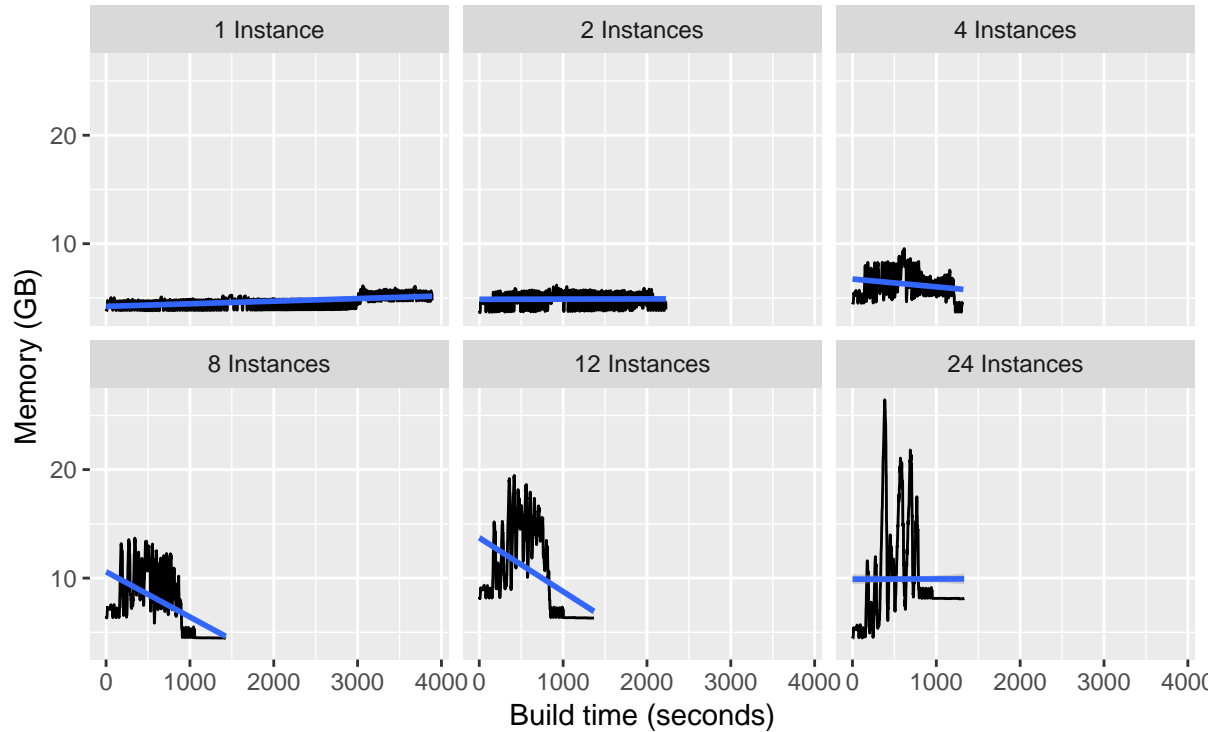 1 Instance
2 Instances
4 Instances
20
10
8 Instances
12 Instances
24 Instances
20
10
0 1000 2000 3000 4000 0 1000 2000 3000 4000 0 1000 2000 3000 4000
Build time (seconds)
Memory (GB)